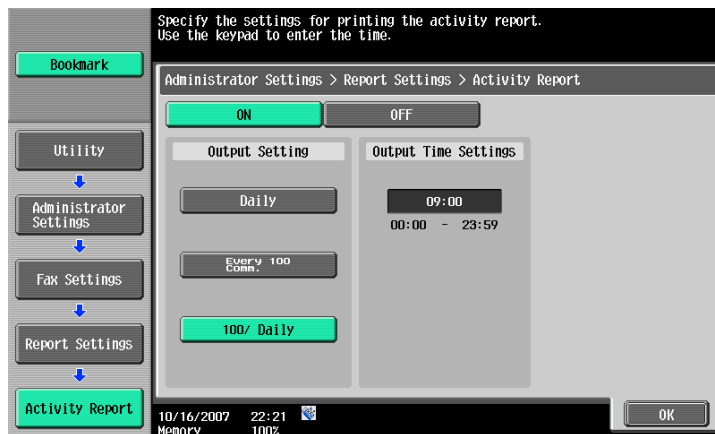 Specify the settings for printing the activity report.
Use the keypad to enter the time.
Bookmark
Administrator Settings > Report Settings > Activity Report
ON
OFF
Utility
Output Setting
Output Time Settings
Daily
09:00
00:00 - 23:59
Administrator
Settings
Every 100
Comm.
Fax Settings
100/ Daily
Report Settings
Activity Report
10/16/2007 22:21
Memory 100%
OK